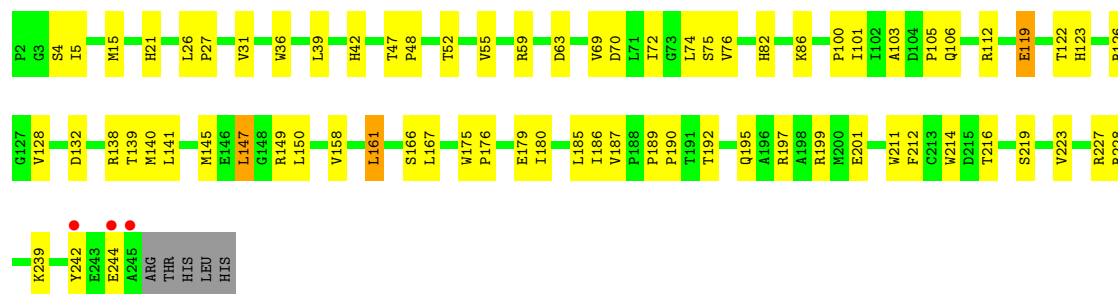 P2 G3 S4 I5 M15 H21 L26 P27 V31 W36 L39 H42 T47 P48 T52 V55 R59 D63 V69 D70 L71 I72 G73 L74 S75 V76 H82 K86 P100 I101 I102 A103 D104 P105 Q106 R112 E119 T122 H123
G127 V128 D132 R138 T139 M140 L141 M145 E146 L147 G148 R149 L150 V158 L161 S166 L167 W175 P176 E179 I180 L185 I186 V187 P188 P189 P190 T191 T192 Q195 A196 R197 A198 R199 M200 E201 W211 F212 C213 W214 D215 T216 S219 V223 R227
K239 Y242 E243 E244 A245 ARG THR HIS LEU HIS